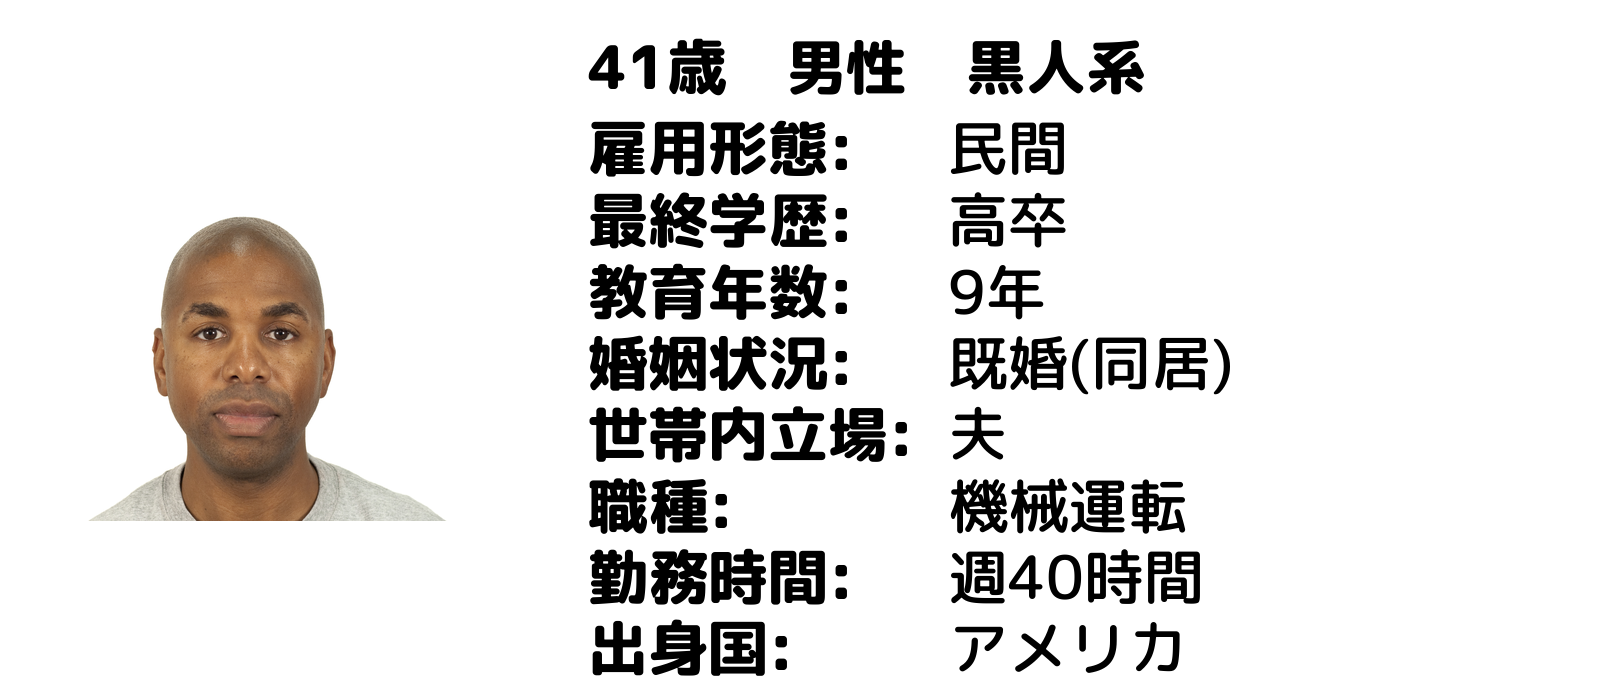 41歳　男性　黒人系
雇用形態:　民間
最終学歴:　高卒
教育年数:　9年
婚姻状況:　既婚(同居)
世帯内立場:　夫
職種:　機械運転
勤務時間:　週40時間
出身国:　アメリカ